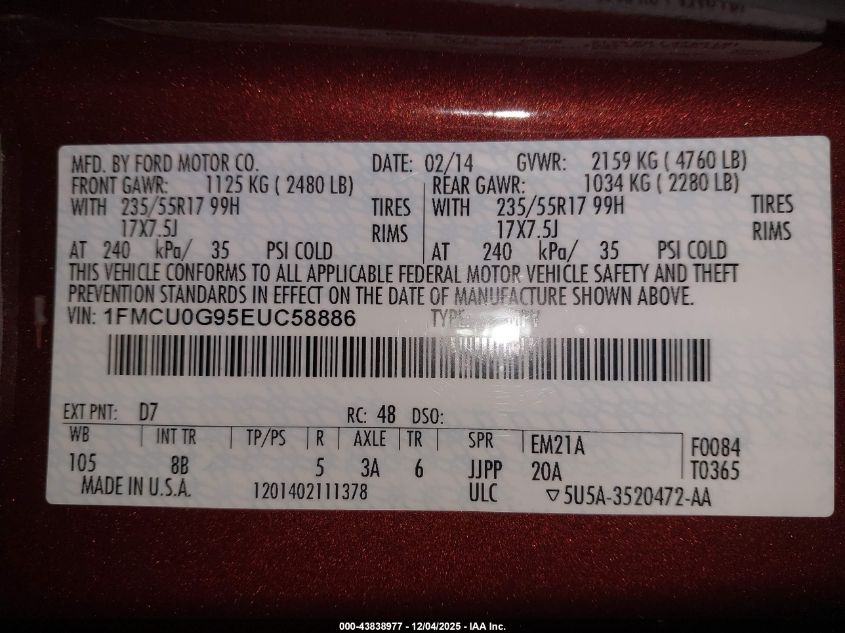 MFD. BY FORD MOTOR CO. DATE: 02/14 GVWR: 2159 KG ( 4760 LB)
FRONT GAWR: 1125 KG ( 2480 LB) REAR GAWR: 1034 KG ( 2280 LB)
WITH 235/55R17 99H TIRES WITH 235/55R17 99H TIRES
17X7.5J RIMS 17X7.5J RIMS
AT 240 kPa/ 35 PSI COLD AT 240 kPa/ 35 PSI COLD
THIS VEHICLE CONFORMS TO ALL APPLICABLE FEDERAL MOTOR VEHICLE SAFETY AND THEFT
PREVENTION STANDARDS IN EFFECT ON THE DATE OF MANUFACTURE SHOWN ABOVE.
VIN: 1FMCU0G95EUC58886 TYPE:
EXT PNT: D7 RC: 48 DSO:
WB INT TR TP/PS R AXLE TR SPR EM21A F0084
105 8B 5 3A 6 JJPP 20A T0365
MADE IN U.S.A. 1201402111378 ULC ▽5U5A-3520472-AA
000-43838977 - 12/04/2025 - IAA Inc.